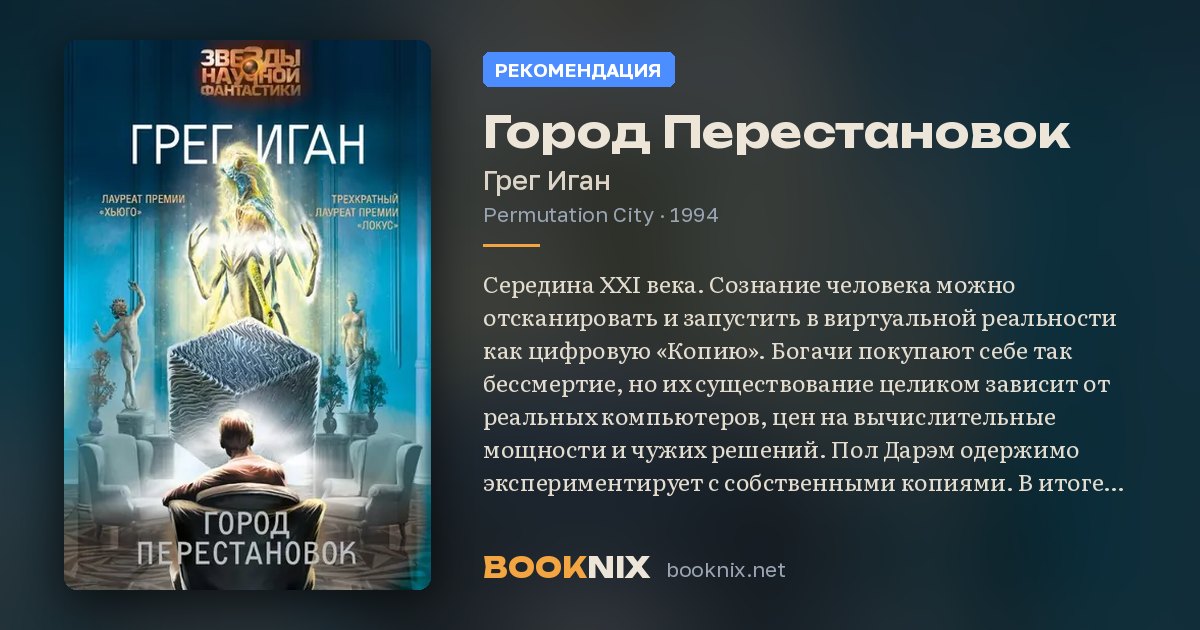 ЗВЕЗДЫ
НАУЧНОЙ
ФАНТАСТИКИ
ГРЕГ ИГАН
ЛАУРЕАТ ПРЕМИИ
«ХЬЮГО»
ТРЕХКРАТНЫЙ
ЛАУРЕАТ ПРЕМИИ
«ЛОКУС»
ГОРОД
ПЕРЕСТАНОВОК
РЕКОМЕНДАЦИЯ
Город Перестановок
Грег Иган
Permutation City · 1994
Середина XXI века. Сознание человека можно
отсканировать и запустить в виртуальной реальности
как цифровую «Копию». Богачи покупают себе так
бессмертие, но их существование целиком зависит от
реальных компьютеров, цен на вычислительные
мощности и чужих решений. Пол Дарэм одержимо
экспериментирует с собственными копиями. В итоге...
BOOKNIX booknix.net